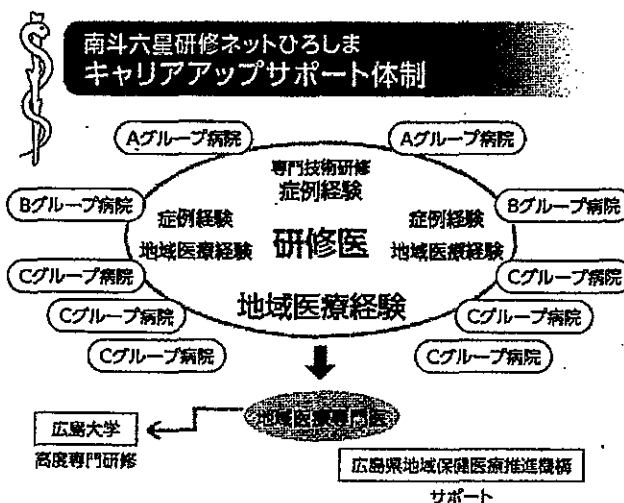 南斗六星研修ネットひろしま
キャリアアップサポート体制
Aグループ病院
Aグループ病院
専門技術研修
症例経験
Bグループ病院
Bグループ病院
症例経験
地域医療経験
研修医
症例経験
地域医療経験
Cグループ病院
Cグループ病院
地域医療経験
Cグループ病院
Cグループ病院
Cグループ病院
Cグループ病院
地域医療専門医
広島大学
高度専門研修
広島県地域保健医療推進機構
サポート